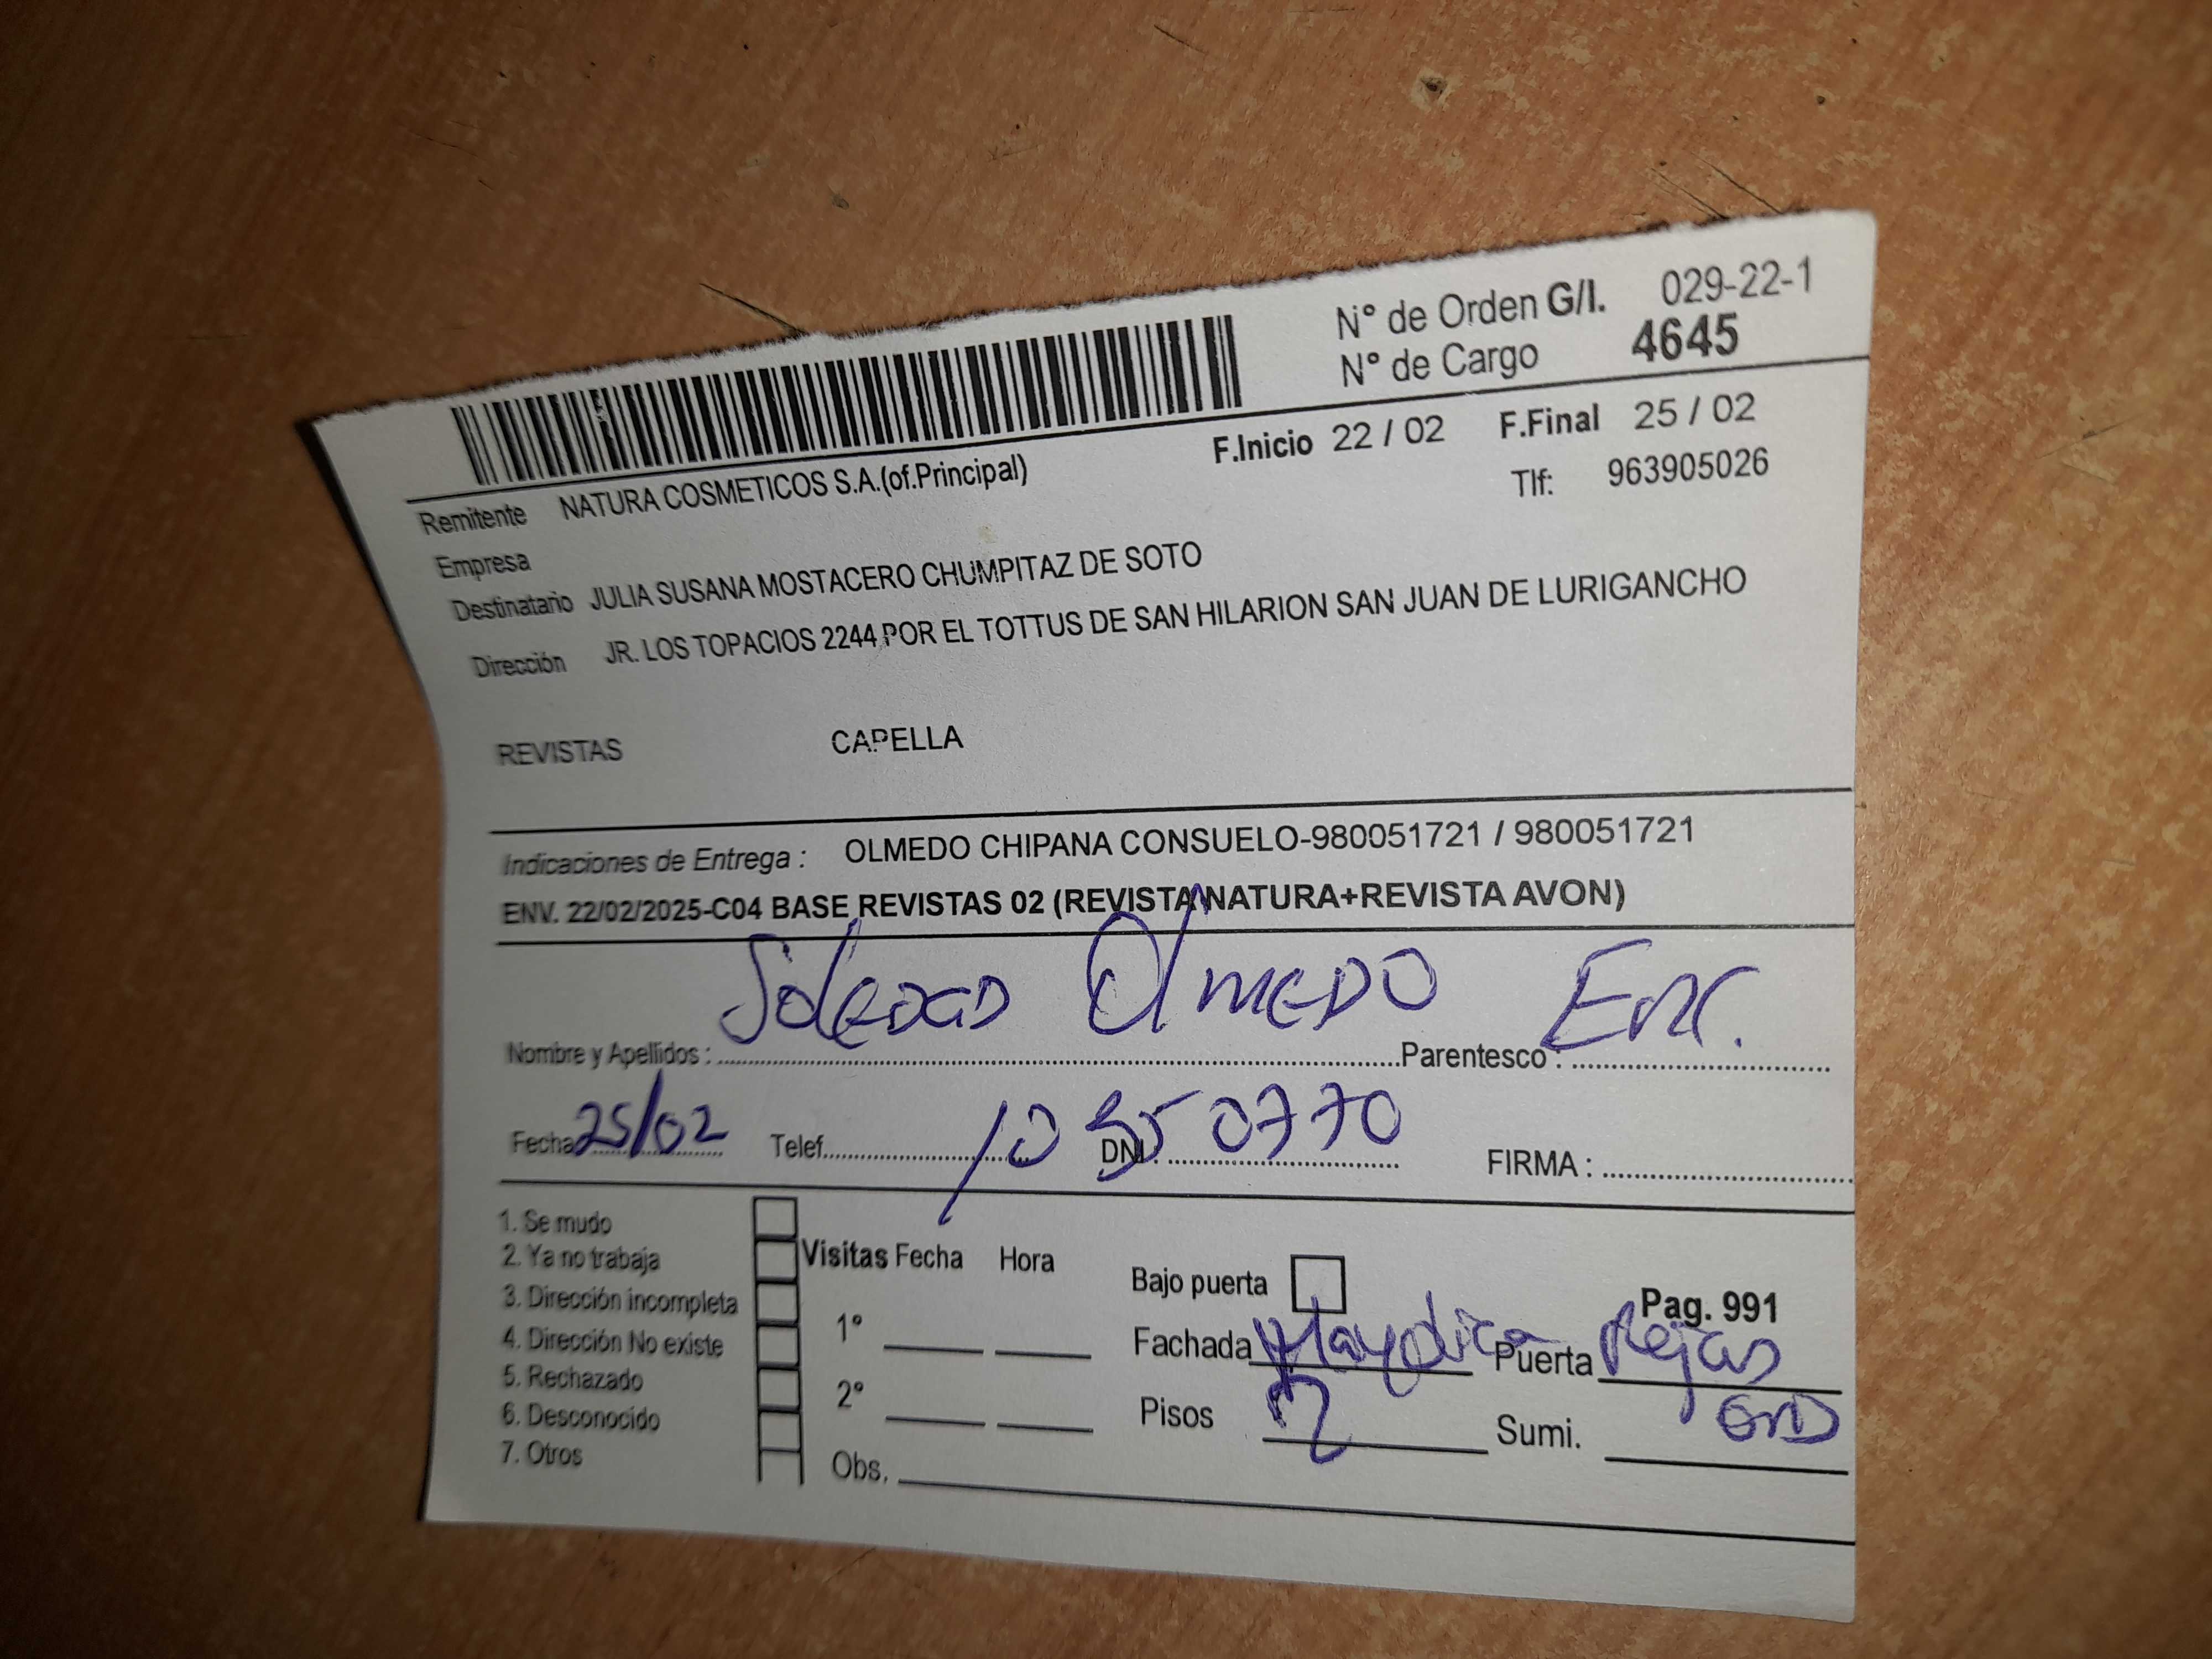 N° de Orden G/I. 029-22-1
N° de Cargo 4645
F.Inicio 22 / 02 F.Final 25 / 02
Remitente NATURA COSMETICOS S.A.(of.Principal) Tlf: 963905026
Empresa
Destinatario JULIA SUSANA MOSTACERO CHUMPITAZ DE SOTO
Dirección JR. LOS TOPACIOS 2244 POR EL TOTTUS DE SAN HILARION SAN JUAN DE LURIGANCHO
REVISTAS CAPELLA
Indicaciones de Entrega : OLMEDO CHIPANA CONSUELO-980051721 / 980051721
ENV. 22/02/2025-C04 BASE REVISTAS 02 (REVISTA NATURA+REVISTA AVON)
Nombre y Apellidos : Soledad Olmedo Parentesco : Enc.
Fecha 25/02 Telef. DNI : 10350770 FIRMA :
1. Se mudo
2. Ya no trabaja
3. Dirección incompleta
4. Dirección No existe
5. Rechazado
6. Desconocido
7. Otros
Visitas Fecha Hora
1°
2°
Obs.
Bajo puerta Pag. 991
Fachada Mayolica Puerta Rejas
Pisos 2 Sumi.